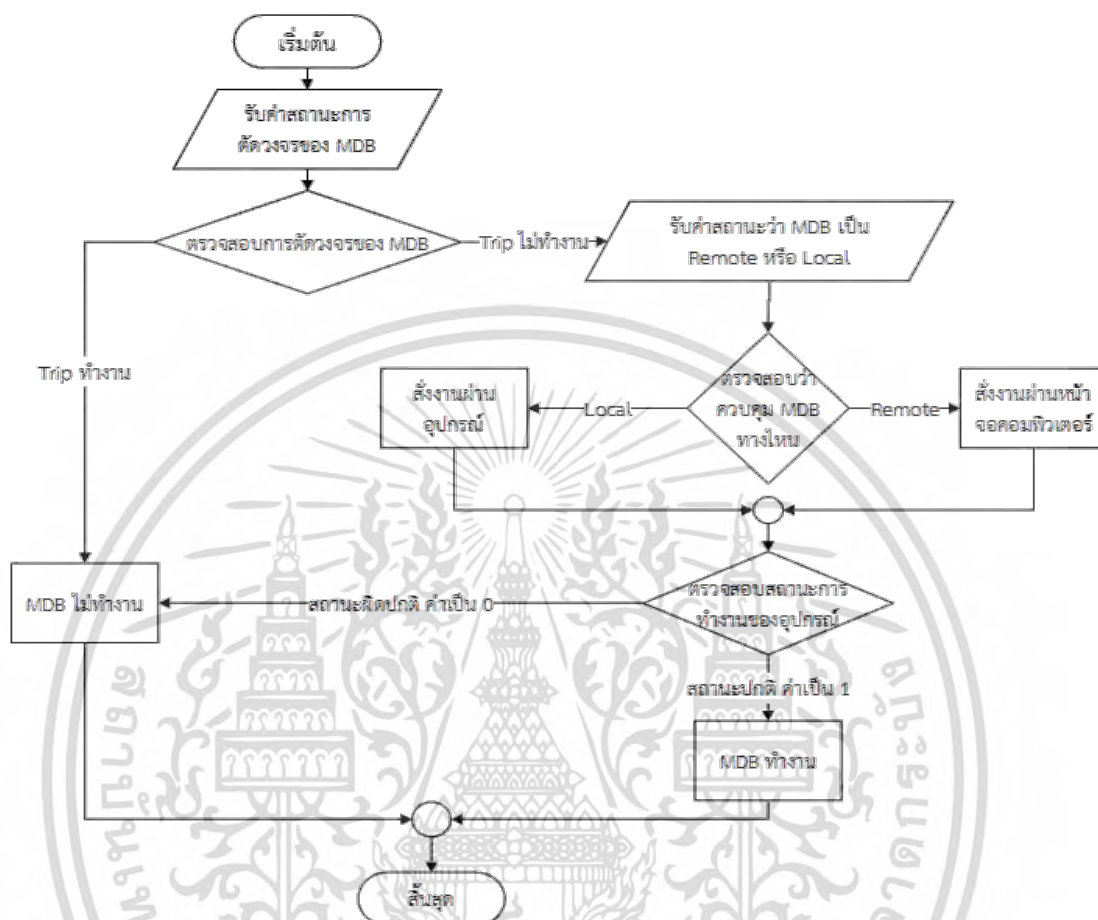 เริ่มต้น
รับค่าสถานะการ
ตัดวงจรของ MDB
ตรวจสอบการตัดวงจรของ MDB
Trip ไม่ทำงาน
รับค่าสถานะว่า MDB เป็น
Remote หรือ Local
Trip ทำงาน
สั่งงานผ่าน
อุปกรณ์
Local
ตรวจสอบว่า
ควบคุม MDB
ทางไหน
Remote
สั่งงานผ่านหน้า
จอคอมพิวเตอร์
MDB ไม่ทำงาน
สถานะผิดปกติ ค่าเป็น 0
ตรวจสอบสถานะการ
ทำงานของอุปกรณ์
สถานะปกติ ค่าเป็น 1
MDB ทำงาน
สิ้นสุด